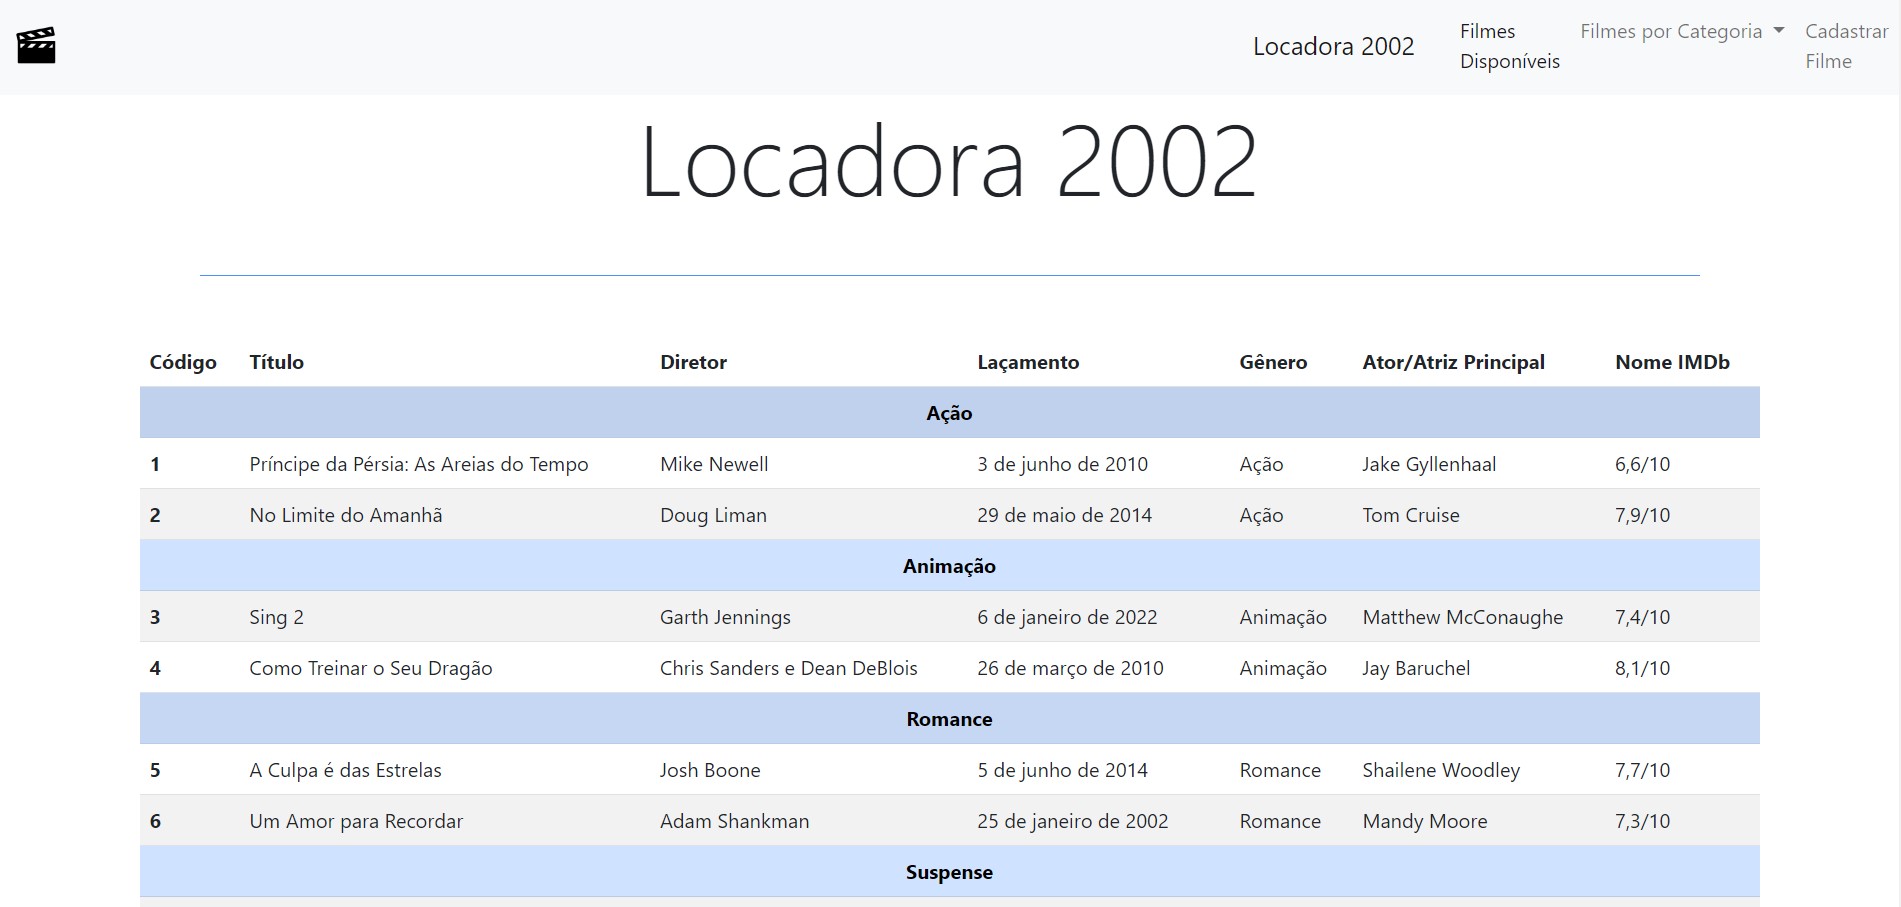 Locadora 2002
Filmes Disponíveis
Filmes por Categoria
Cadastrar Filme
Locadora 2002
Código Título Diretor Laçamento Gênero Ator/Atriz Principal Nome IMDb
Ação
1 Príncipe da Pérsia: As Areias do Tempo Mike Newell 3 de junho de 2010 Ação Jake Gyllenhaal 6,6/10
2 No Limite do Amanhã Doug Liman 29 de maio de 2014 Ação Tom Cruise 7,9/10
Animação
3 Sing 2 Garth Jennings 6 de janeiro de 2022 Animação Matthew McConaughe 7,4/10
4 Como Treinar o Seu Dragão Chris Sanders e Dean DeBlois 26 de março de 2010 Animação Jay Baruchel 8,1/10
Romance
5 A Culpa é das Estrelas Josh Boone 5 de junho de 2014 Romance Shailene Woodley 7,7/10
6 Um Amor para Recordar Adam Shankman 25 de janeiro de 2002 Romance Mandy Moore 7,3/10
Suspense